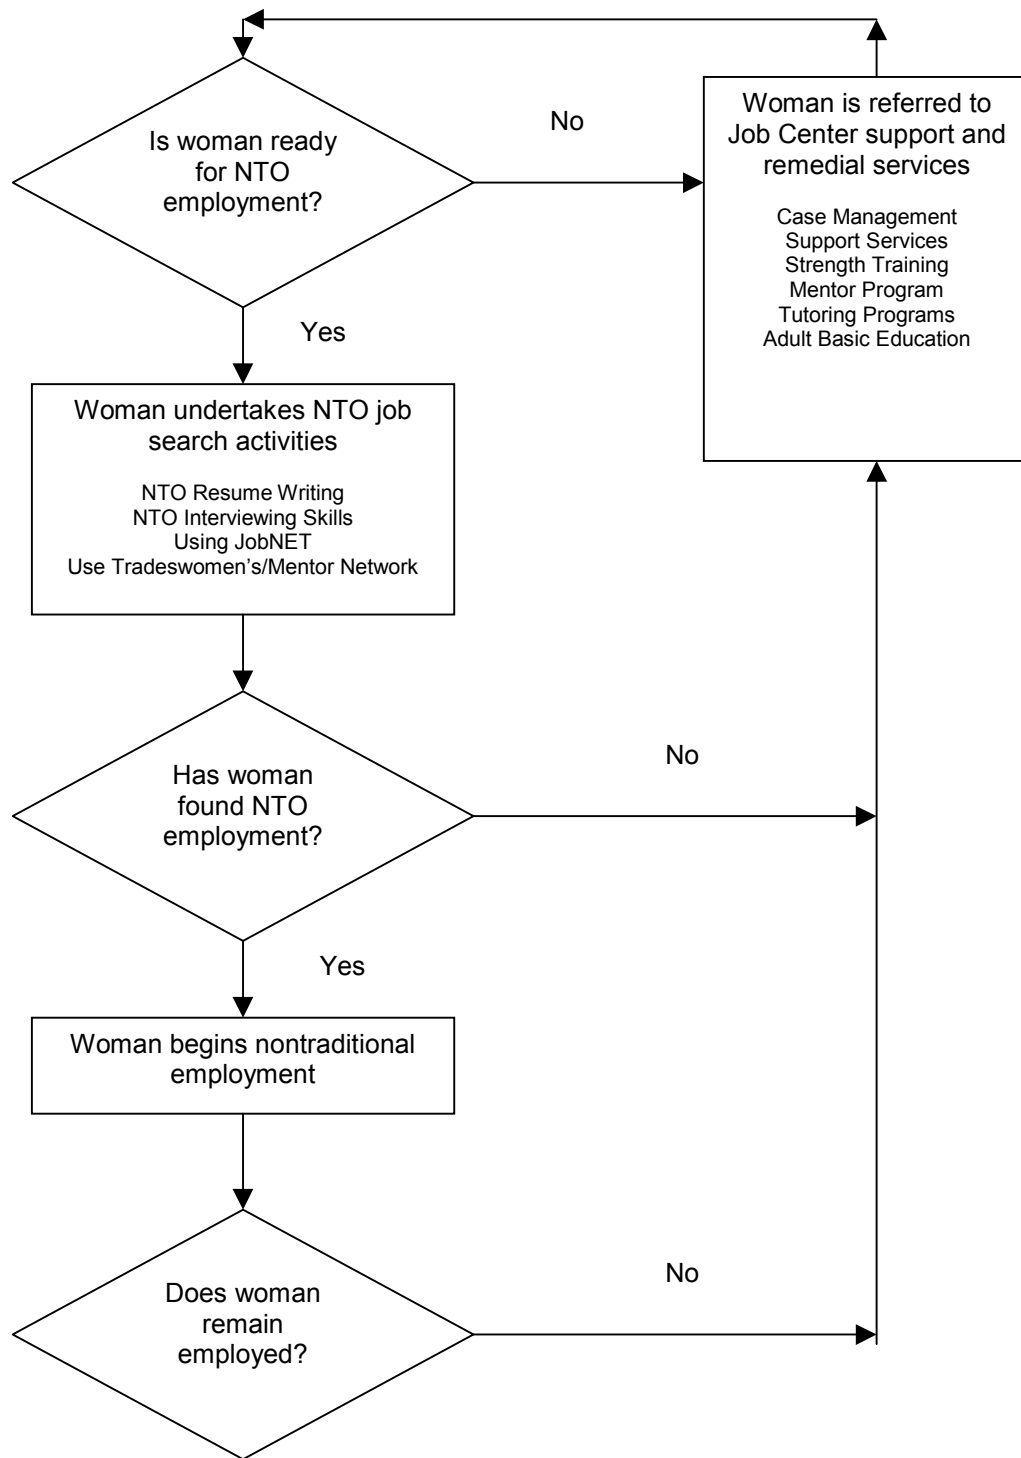 Is woman ready
for NTO
employment?
No
Woman is referred to
Job Center support and
remedial services
Case Management
Support Services
Strength Training
Mentor Program
Tutoring Programs
Adult Basic Education
Yes
Woman undertakes NTO job
search activities
NTO Resume Writing
NTO Interviewing Skills
Using JobNET
Use Tradeswomen's/Mentor Network
Has woman
found NTO
employment?
No
Yes
Woman begins nontraditional
employment
Does woman
remain
employed?
No